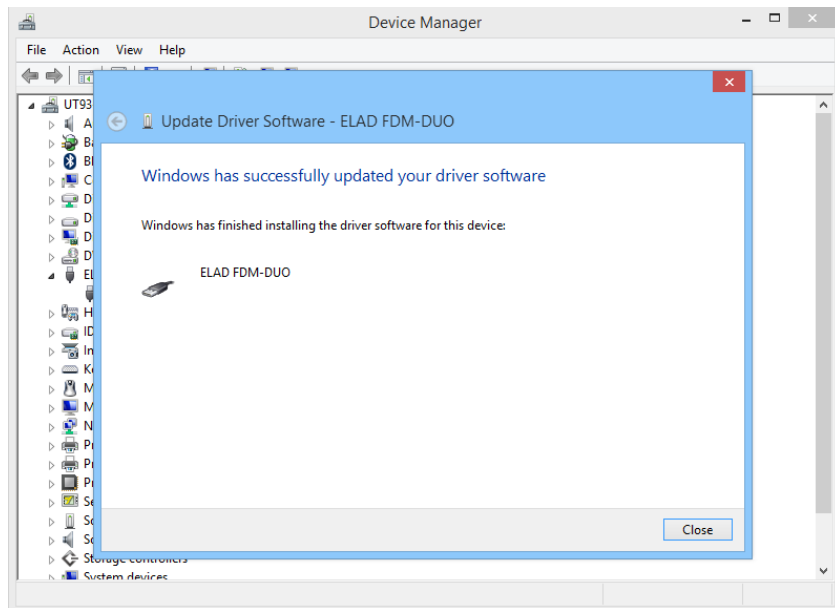 Device Manager
File Action View Help
UT93
Update Driver Software - ELAD FDM-DUO
Windows has successfully updated your driver software
Windows has finished installing the driver software for this device:
ELAD FDM-DUO
Close
System devices